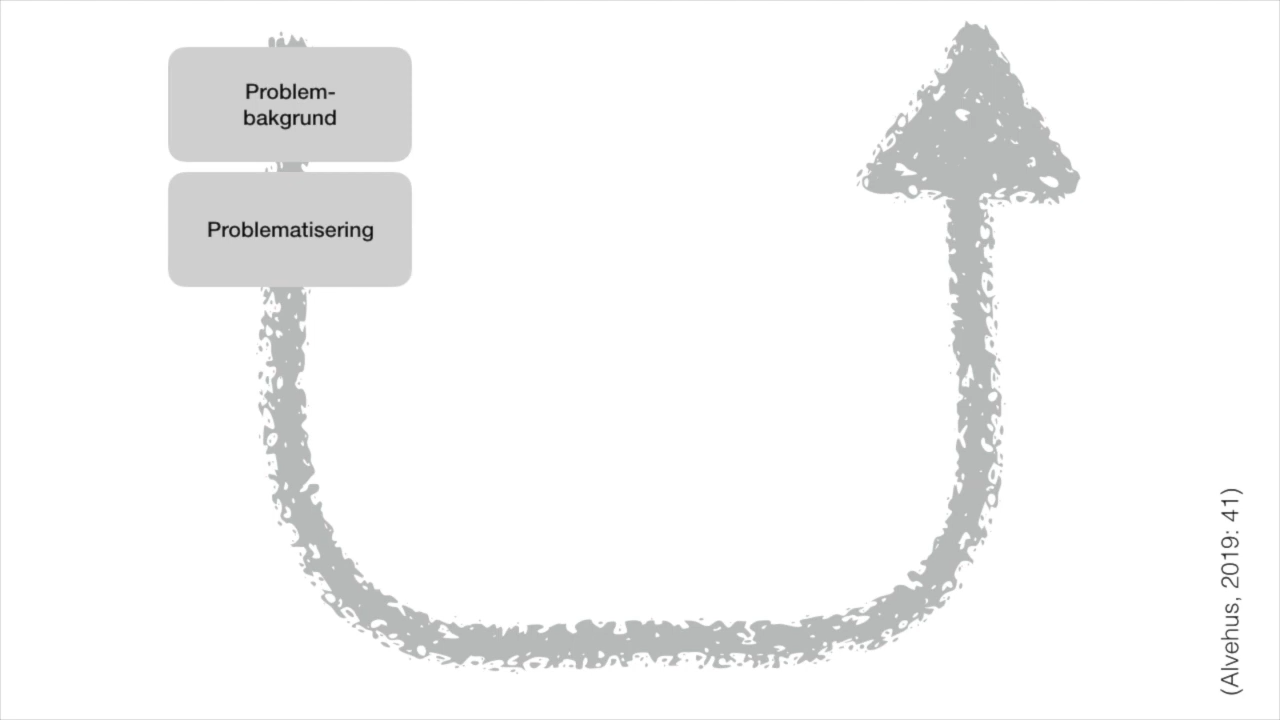 Problem-
bakgrund
Problematisering
(Alvehus, 2019: 41)